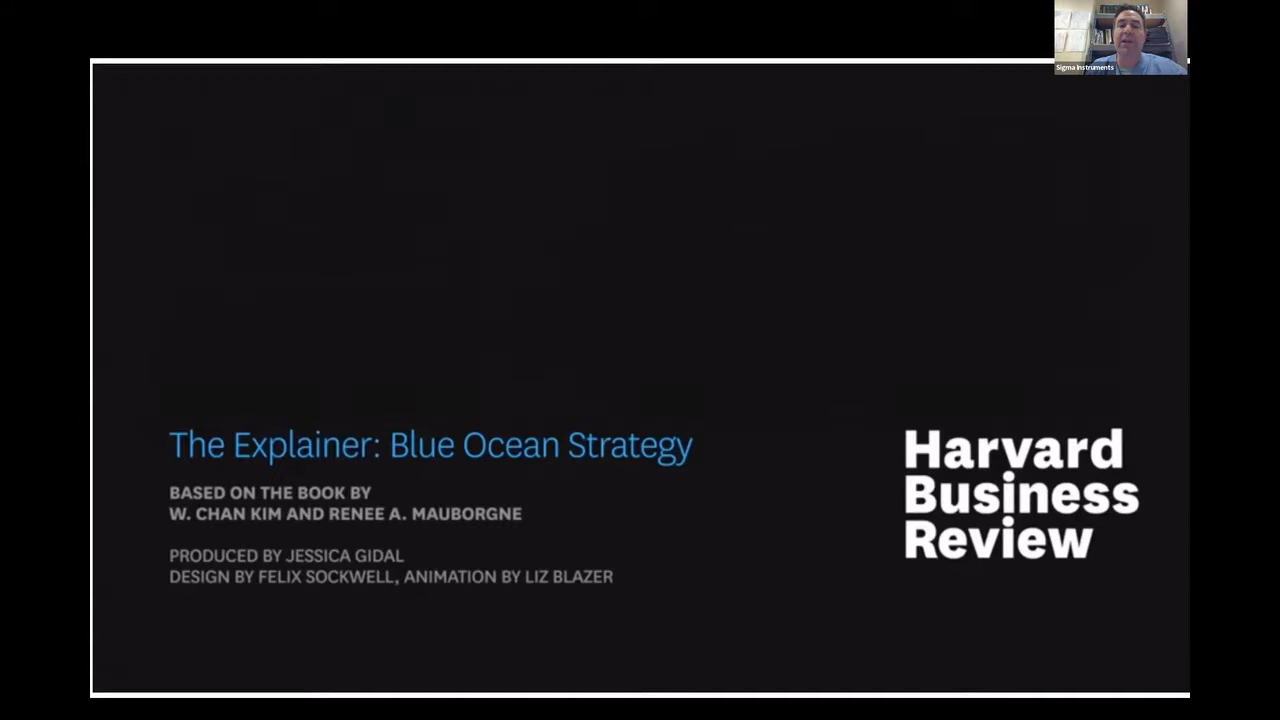 Sigma Instruments
The Explainer: Blue Ocean Strategy
BASED ON THE BOOK BY
W. CHAN KIM AND RENEE A. MAUBORGNE
PRODUCED BY JESSICA GIDAL
DESIGN BY FELIX SOCKWELL, ANIMATION BY LIZ BLAZER
Harvard
Business
Review